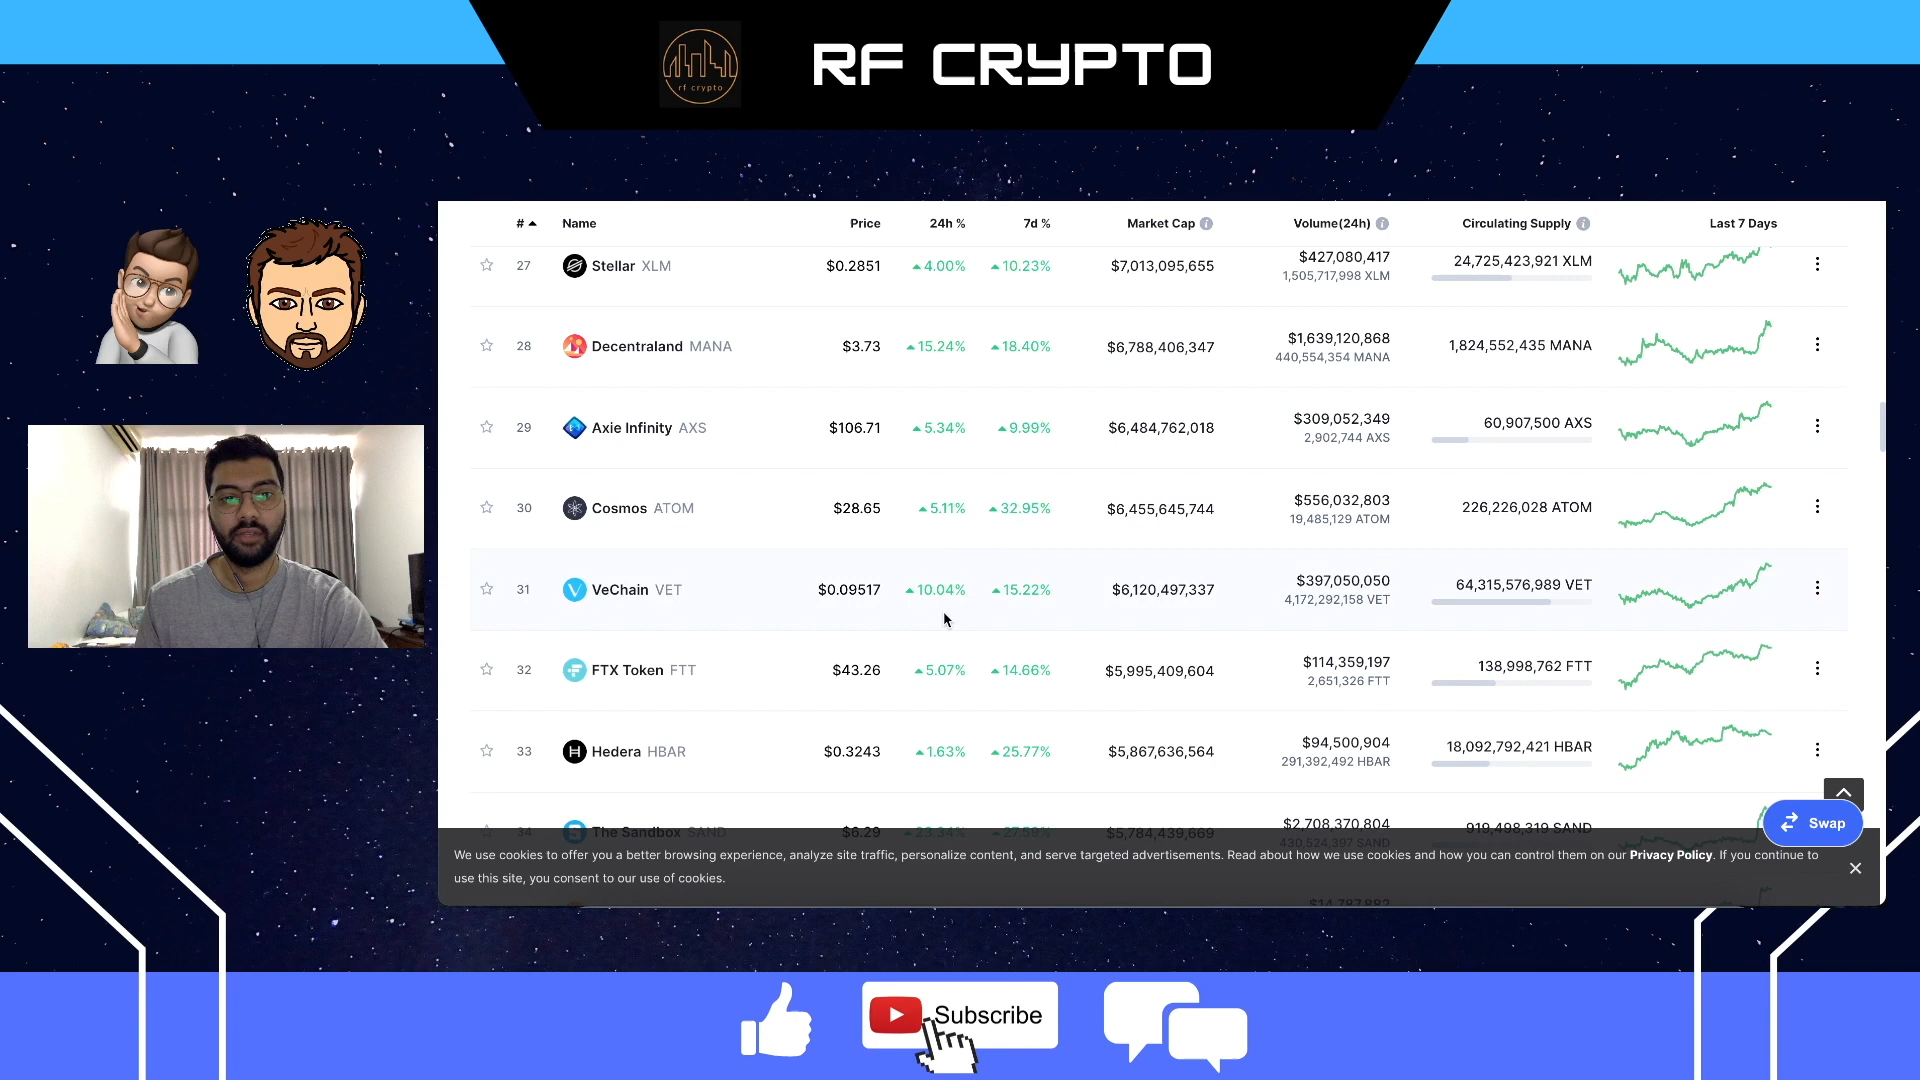 RF CRYPTO
rf crypto
# Name Price 24h % 7d % Market Cap Volume(24h) Circulating Supply Last 7 Days
27 Stellar XLM $0.2851 4.00% 10.23% $7,013,095,655 $427,080,417 24,725,423,921 XLM
1,505,717,998 XLM
28 Decentraland MANA $3.73 15.24% 18.40% $6,788,406,347 $1,639,120,868 1,824,552,435 MANA
440,554,354 MANA
29 Axie Infinity AXS $106.71 5.34% 9.99% $6,484,762,018 $309,052,349 60,907,500 AXS
2,902,744 AXS
30 Cosmos ATOM $28.65 5.11% 32.95% $6,455,645,744 $556,032,803 226,226,028 ATOM
19,485,129 ATOM
31 VeChain VET $0.09517 10.04% 15.22% $6,120,497,337 $397,050,050 64,315,576,989 VET
4,172,292,158 VET
32 FTX Token FTT $43.26 5.07% 14.66% $5,995,409,604 $114,359,197 138,998,762 FTT
2,651,326 FTT
33 Hedera HBAR $0.3243 1.63% 25.77% $5,867,636,564 $94,500,904 18,092,792,421 HBAR
291,392,492 HBAR
34 The Sandbox SAND $6.29 $5,784,439,669 $2,708,370,804 919,498,319 SAND
430,524,397 SAND
Swap
We use cookies to offer you a better browsing experience, analyze site traffic, personalize content, and serve targeted advertisements. Read about how we use cookies and how you can control them on our Privacy Policy. If you continue to
use this site, you consent to our use of cookies.
$14,787,882
Subscribe